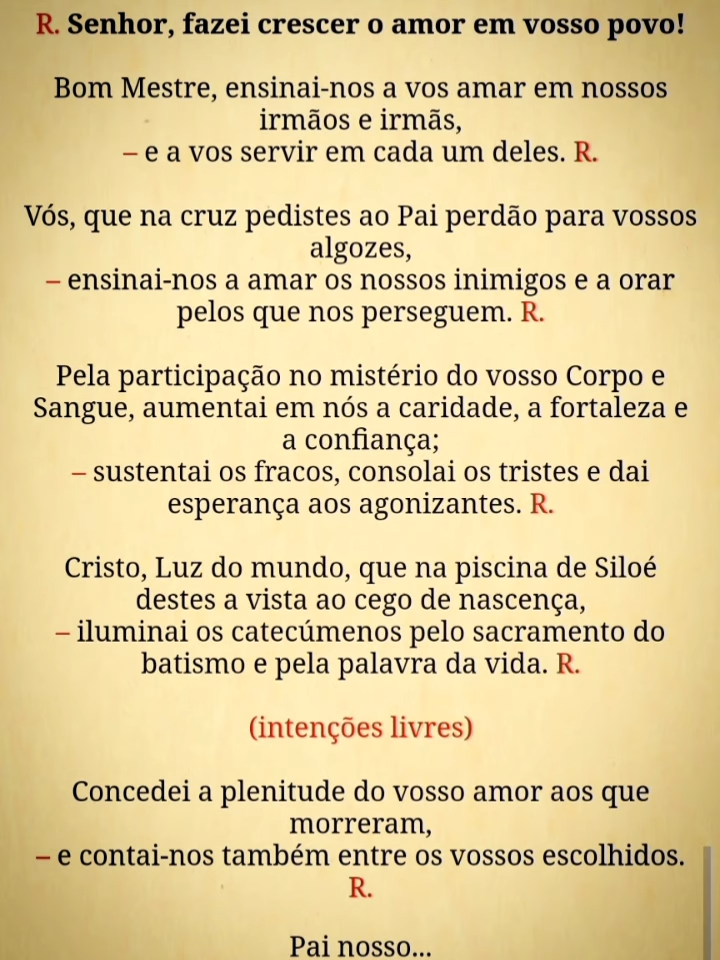 R. Senhor, fazei crescer o amor em vosso povo!
Bom Mestre, ensinai-nos a vos amar em nossos
irmãos e irmãs,
– e a vos servir em cada um deles. R.
Vós, que na cruz pedistes ao Pai perdão para vossos
algozes,
– ensinai-nos a amar os nossos inimigos e a orar
pelos que nos perseguem. R.
Pela participação no mistério do vosso Corpo e
Sangue, aumentai em nós a caridade, a fortaleza e
a confiança;
– sustentai os fracos, consolai os tristes e dai
esperança aos agonizantes. R.
Cristo, Luz do mundo, que na piscina de Siloé
destes a vista ao cego de nascença,
– iluminai os catecúmenos pelo sacramento do
batismo e pela palavra da vida. R.
(intenções livres)
Concedei a plenitude do vosso amor aos que
morreram,
– e contai-nos também entre os vossos escolhidos.
R.
Pai nosso...